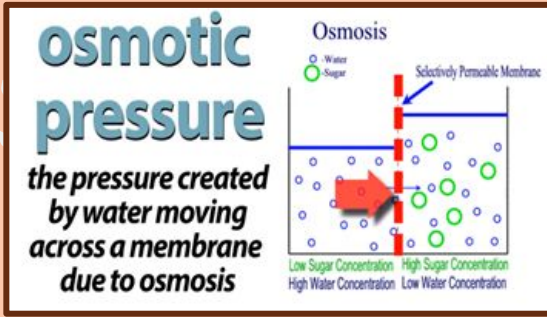 osmotic
pressure
the pressure created
by water moving
across a membrane
due to osmosis
Osmosis
-Water
-Sugar
Selectively Permeable Membrane
Low Sugar Concentration
High Water Concentration
High Sugar Concentration
Low Water Concentration